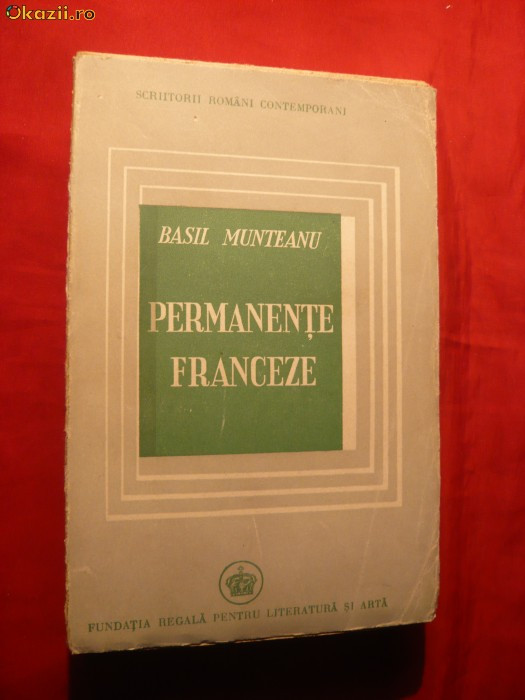 Okazii.ro
SCRIITORII ROMÂNI CONTEMPORANI
BASIL MUNTEANU
PERMANENȚE
FRANCEZE
FUNDAȚIA REGALĂ PENTRU LITERATURĂ ȘI ARTĂ